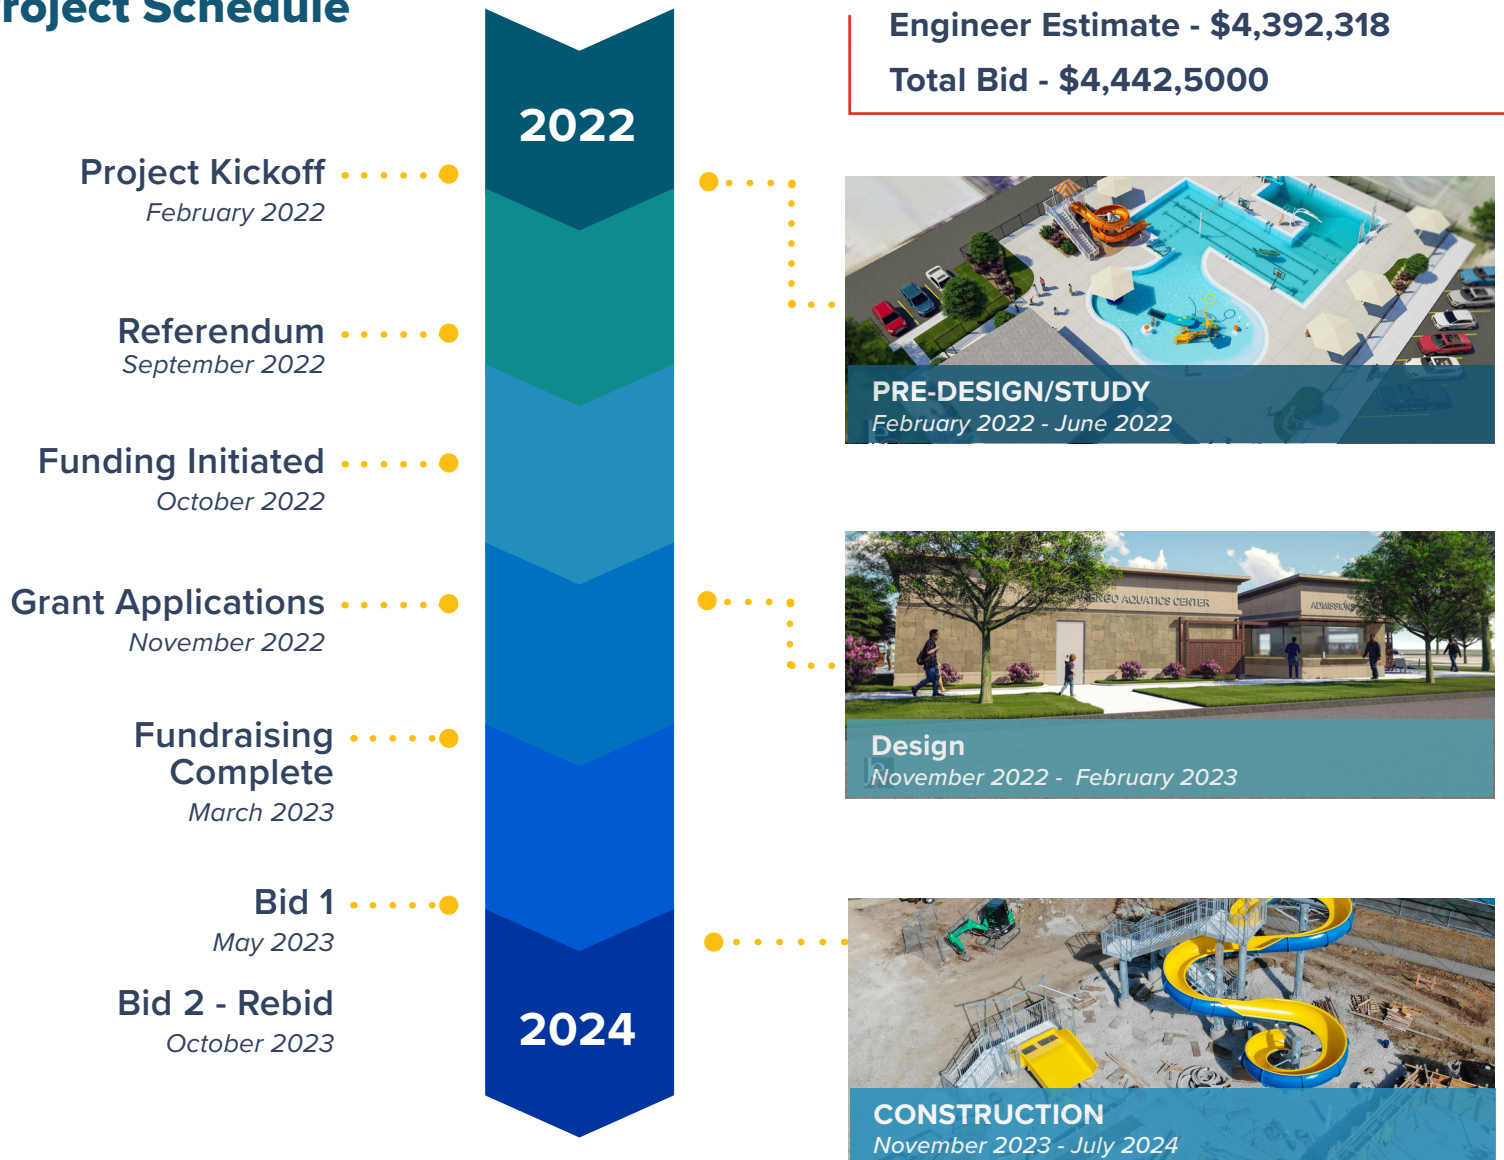 Project Schedule
Engineer Estimate - $4,392,318
Total Bid - $4,442,5000
2022
Project Kickoff
February 2022
Referendum
September 2022
PRE-DESIGN/STUDY
February 2022 - June 2022
Funding Initiated
October 2022
Grant Applications
November 2022
AQUATICS CENTER
ADMISSIONS
Design
November 2022 - February 2023
Fundraising
Complete
March 2023
Bid 1
May 2023
Bid 2 - Rebid
October 2023
2024
CONSTRUCTION
November 2023 - July 2024